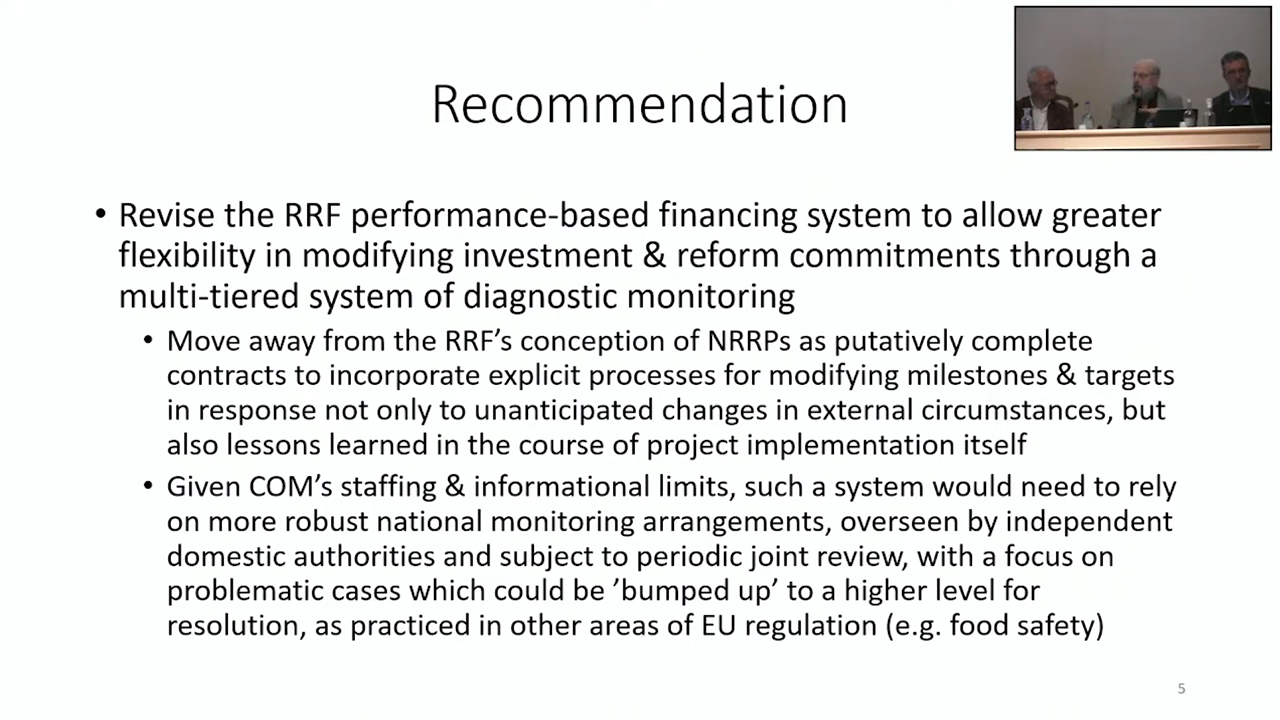 Recommendation
• Revise the RRF performance-based financing system to allow greater
flexibility in modifying investment & reform commitments through a
multi-tiered system of diagnostic monitoring
• Move away from the RRF’s conception of NRRPs as putatively complete
contracts to incorporate explicit processes for modifying milestones & targets
in response not only to unanticipated changes in external circumstances, but
also lessons learned in the course of project implementation itself
• Given COM’s staffing & informational limits, such a system would need to rely
on more robust national monitoring arrangements, overseen by independent
domestic authorities and subject to periodic joint review, with a focus on
problematic cases which could be ’bumped up’ to a higher level for
resolution, as practiced in other areas of EU regulation (e.g. food safety)
5